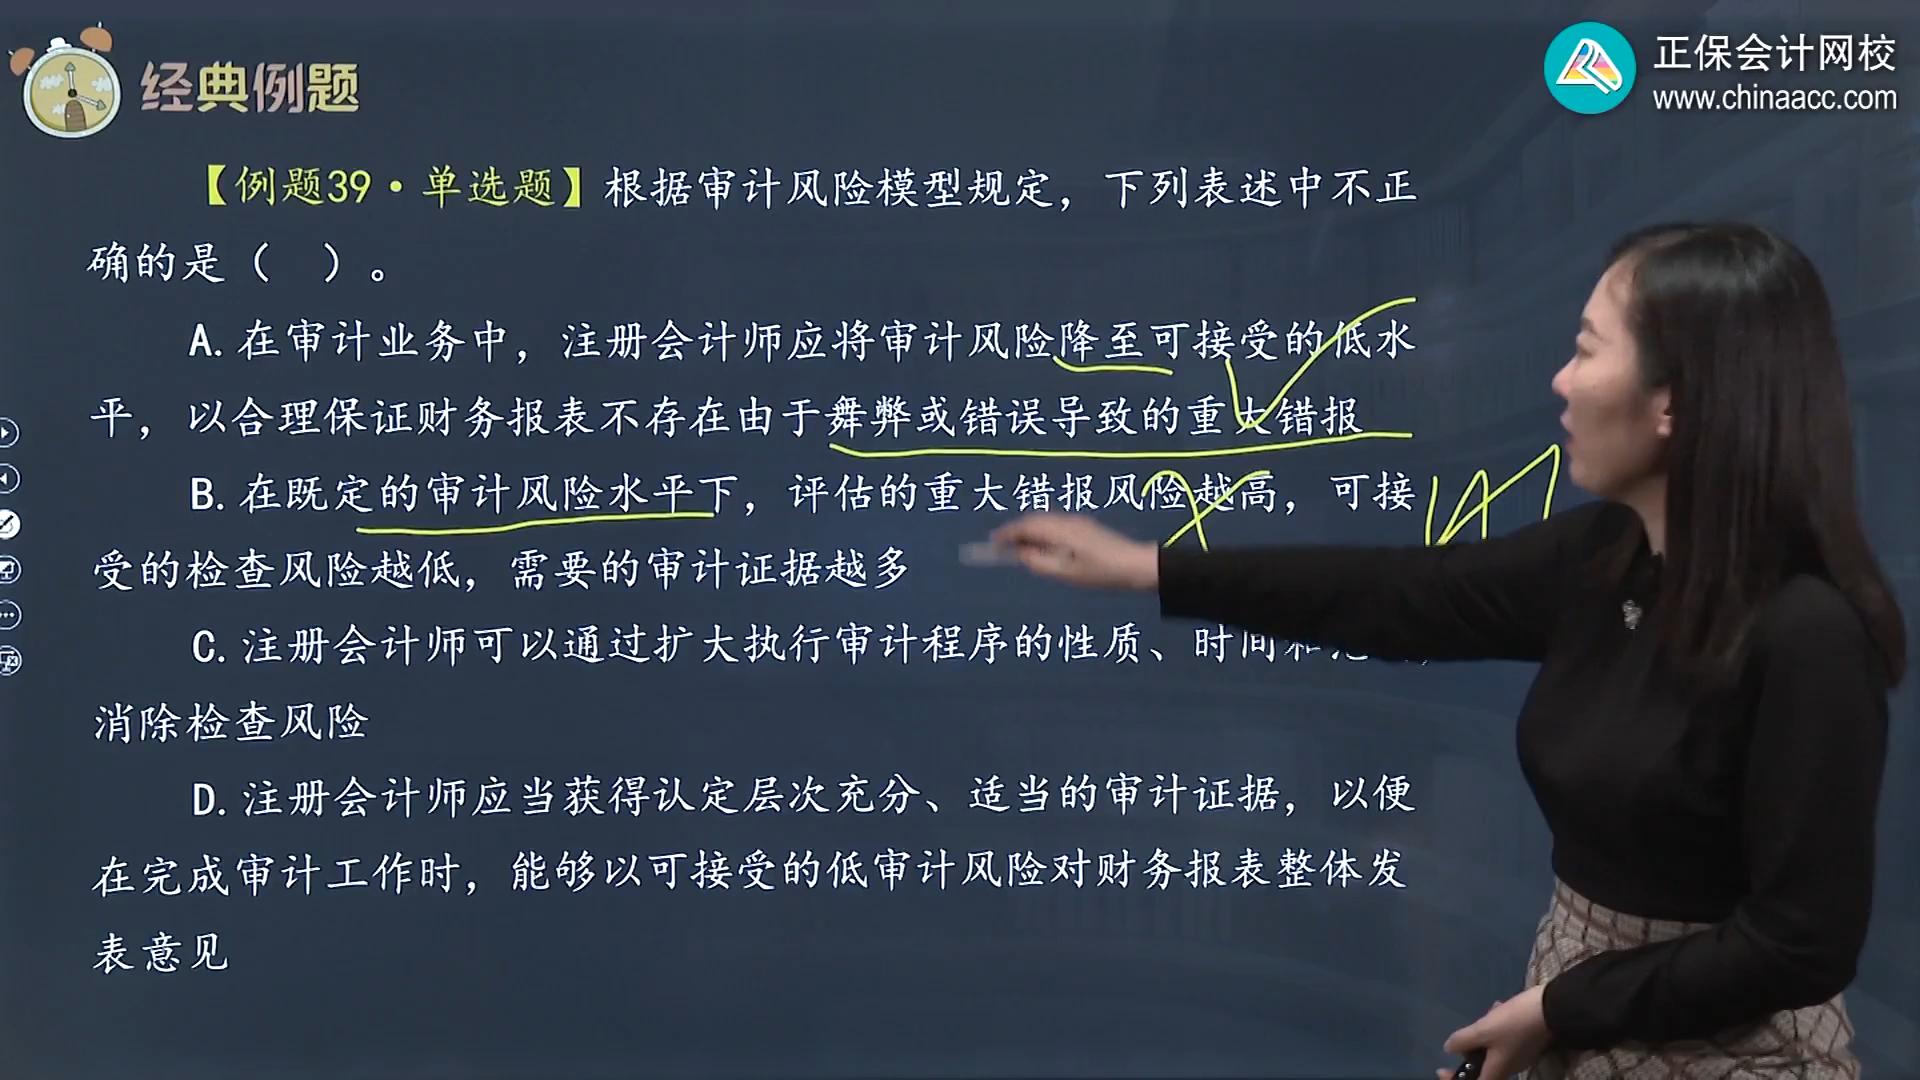 经典例题
正保会计网校
www.chinaacc.com
【例题39·单选题】根据审计风险模型规定，下列表述中不正
确的是（ ）。
A. 在审计业务中，注册会计师应将审计风险降至可接受的低水
平，以合理保证财务报表不存在由于舞弊或错误导致的重大错报
B. 在既定的审计风险水平下，评估的重大错报风险越高，可接
受的检查风险越低，需要的审计证据越多
C. 注册会计师可以通过扩大执行审计程序的性质、时间和
消除检查风险
D. 注册会计师应当获得认定层次充分、适当的审计证据，以便
在完成审计工作时，能够以可接受的低审计风险对财务报表整体发
表意见